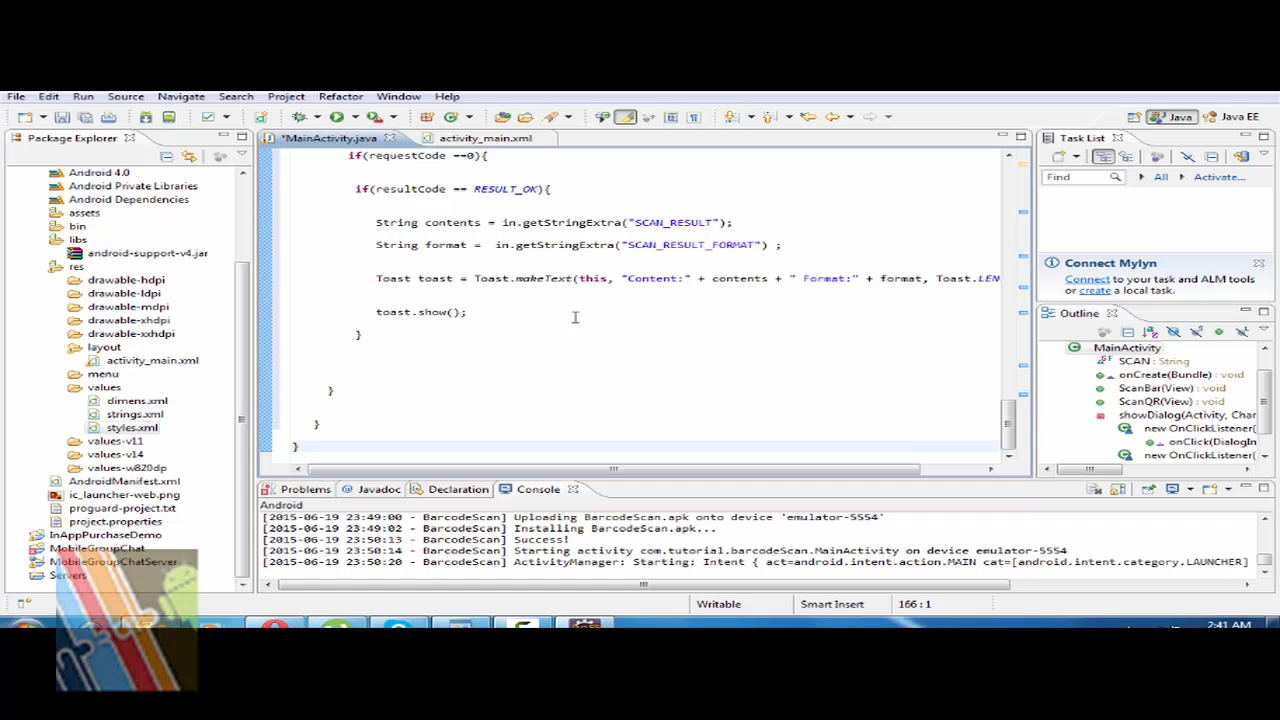 File Edit Run Source Navigate Search Project Refactor Window Help
Java Java EE
Package Explorer
*MainActivity.java activity_main.xml
Task List
Android 4.0
Android Private Libraries
Android Dependencies
assets
bin
libs
android-support-v4.jar
res
drawable-hdpi
drawable-ldpi
drawable-mdpi
drawable-xhdpi
drawable-xxhdpi
layout
activity_main.xml
menu
values
dimens.xml
strings.xml
styles.xml
values-v11
values-v14
values-w820dp
AndroidManifest.xml
ic_launcher-web.png
proguard-project.txt
project.properties
InAppPurchaseDemo
MobileGroupChat
MobileGroupChatServer
Servers
if(requestCode ==0){
if(resultCode == RESULT_OK){
String contents = in.getStringExtra("SCAN_RESULT");
String format =  in.getStringExtra("SCAN_RESULT_FORMAT") ;
Toast toast = Toast.makeText(this, "Content:" + contents + " Format:" + format, Toast.LEN
toast.show();
}
}
}
}
Find All Activate...
Connect Mylyn
Connect to your task and ALM tools
or create a local task.
Outline
MainActivity
SCAN : String
onCreate(Bundle) : void
ScanBar(View) : void
ScanQR(View) : void
showDialog(Activity, Char
new OnClickListener(
onClick(DialogIn
new OnClickListener(
Problems Javadoc Declaration Console
Android
[2015-06-19 23:49:00 - BarcodeScan] Uploading BarcodeScan.apk onto device 'emulator-5554'
[2015-06-19 23:49:02 - BarcodeScan] Installing BarcodeScan.apk...
[2015-06-19 23:50:13 - BarcodeScan] Success!
[2015-06-19 23:50:14 - BarcodeScan] Starting activity com.tutorial.barcodeScan.MainActivity on device emulator-5554
[2015-06-19 23:50:20 - BarcodeScan] ActivityManager: Starting: Intent { act=android.intent.action.MAIN cat=[android.intent.category.LAUNCHER]
Writable Smart Insert 166 : 1
2:41 AM